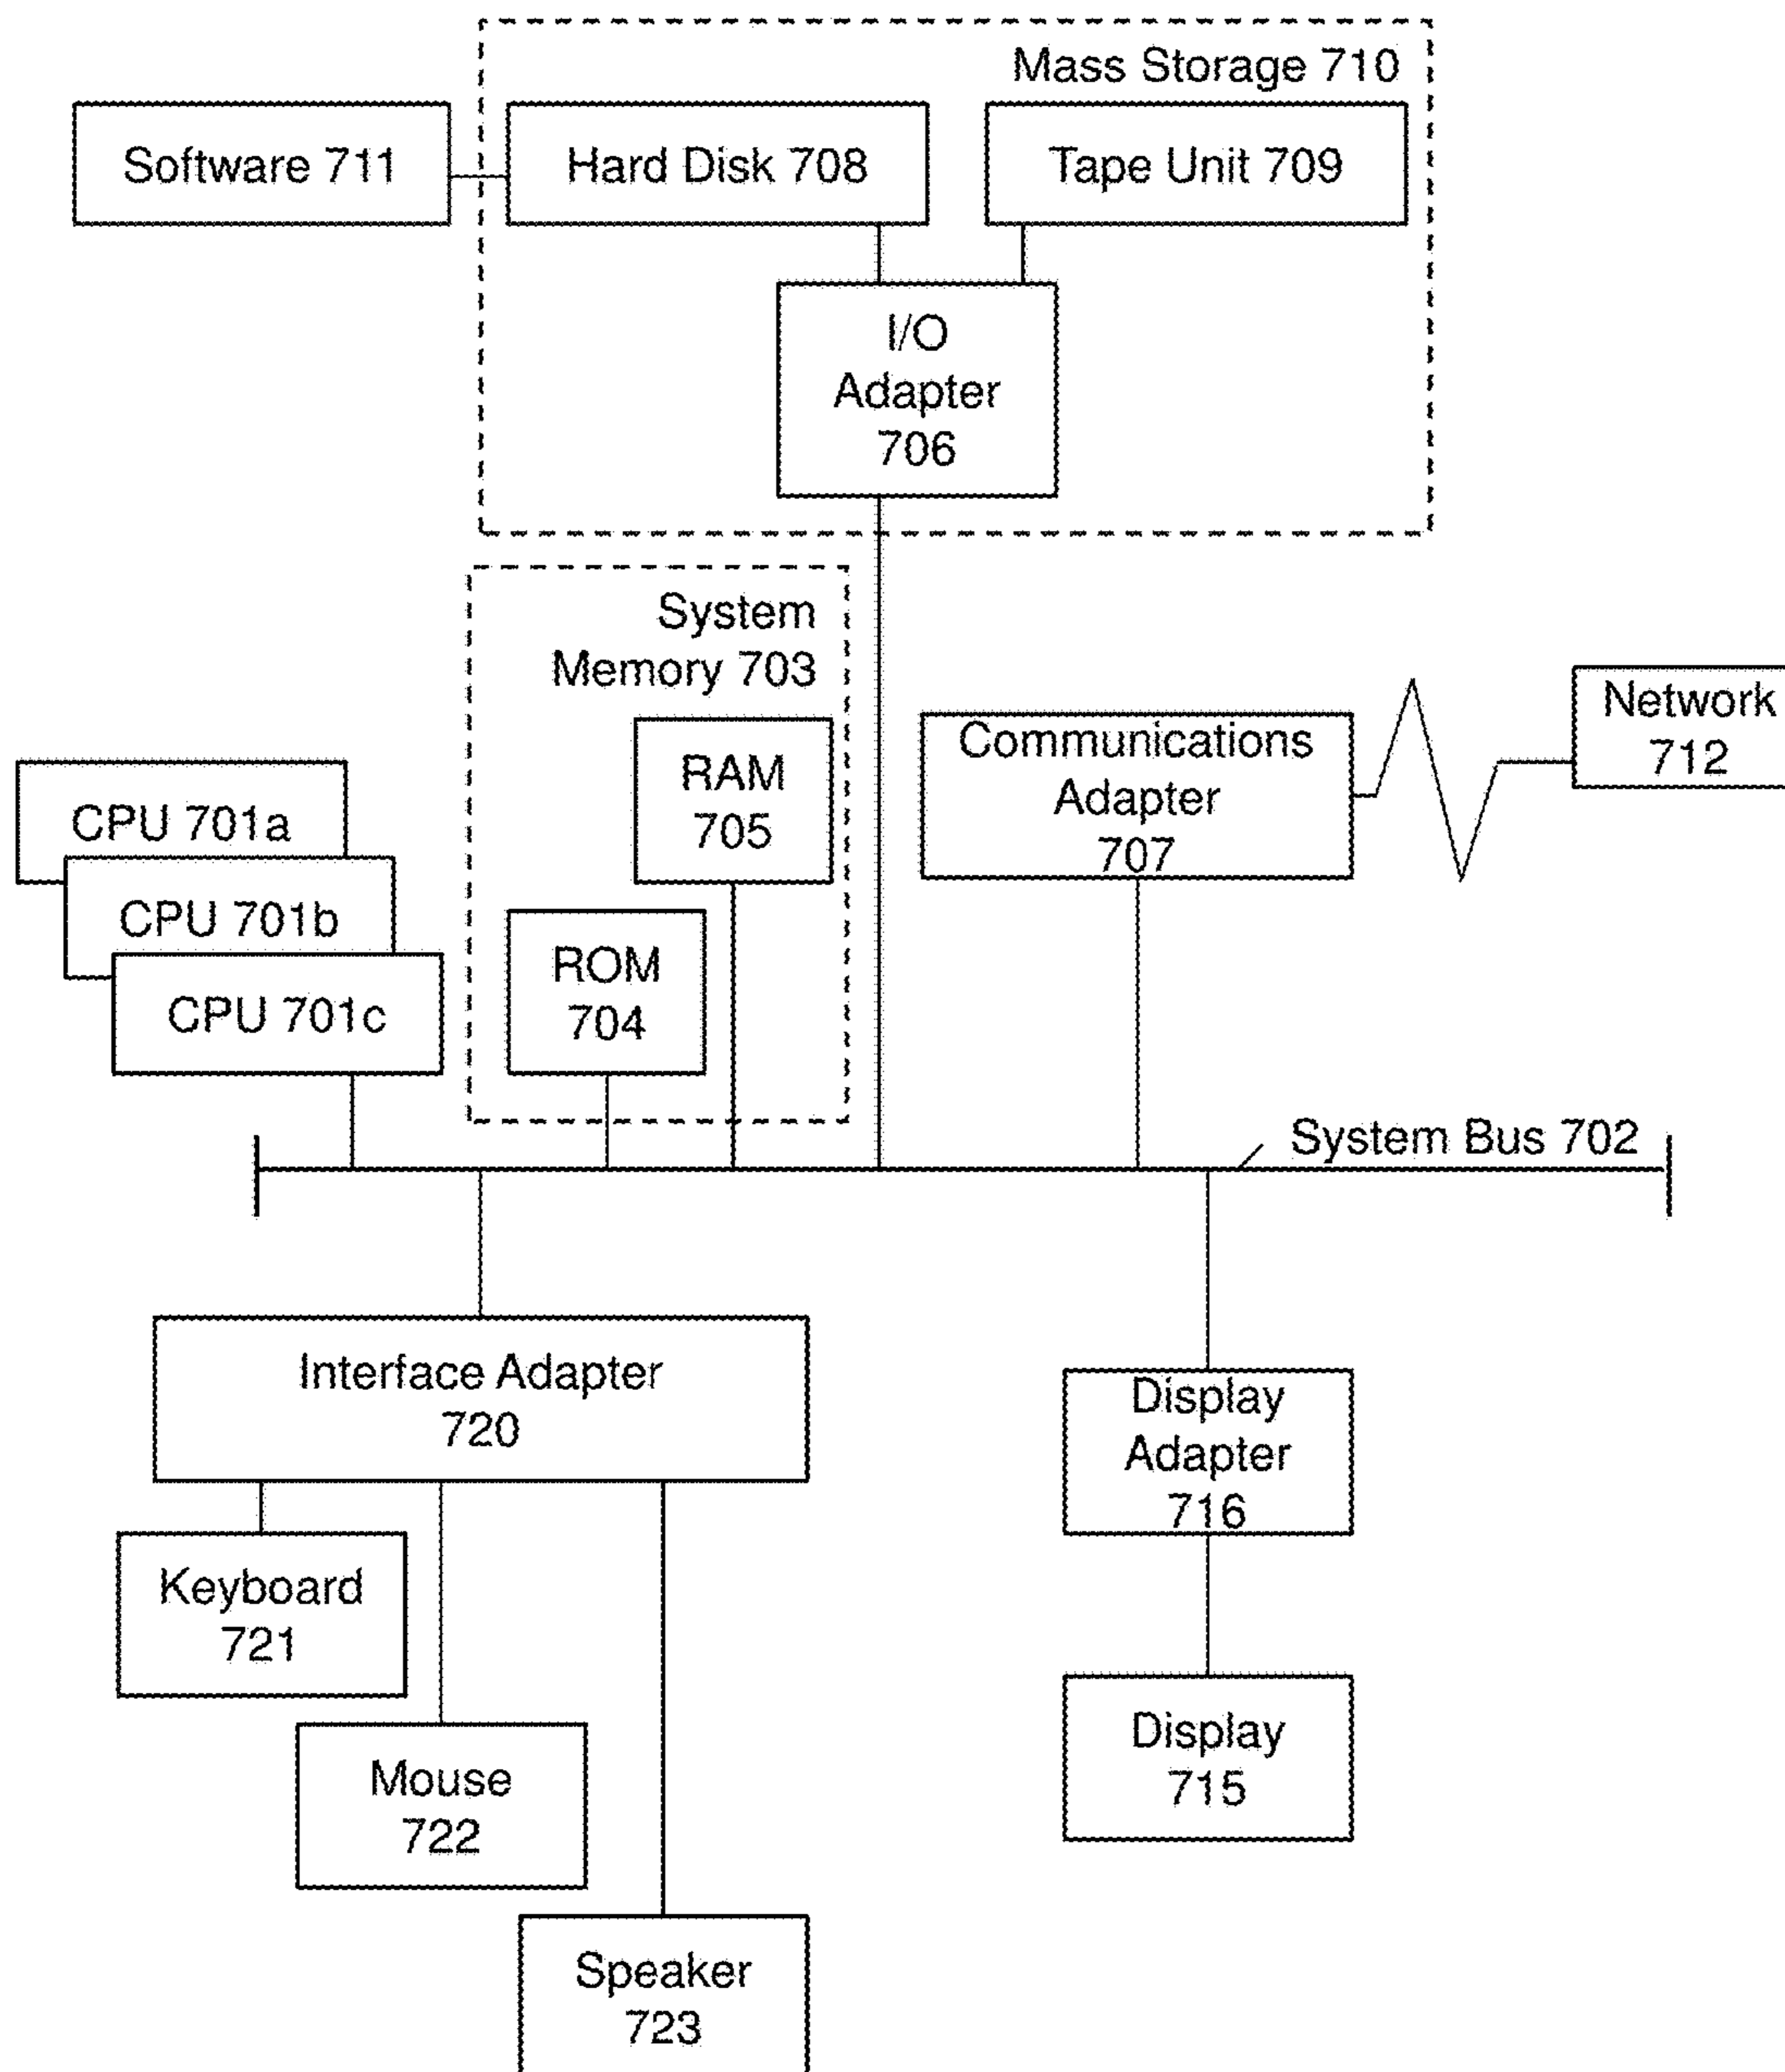 Mass Storage 710
Software 711
Hard Disk 708
Tape Unit 709
I/O
Adapter
706
System
Memory 703
RAM
705
ROM
704
CPU 701a
CPU 701b
CPU 701c
Communications
Adapter
707
Network
712
System Bus 702
Interface Adapter
720
Display
Adapter
716
Keyboard
721
Mouse
722
Speaker
723
Display
715